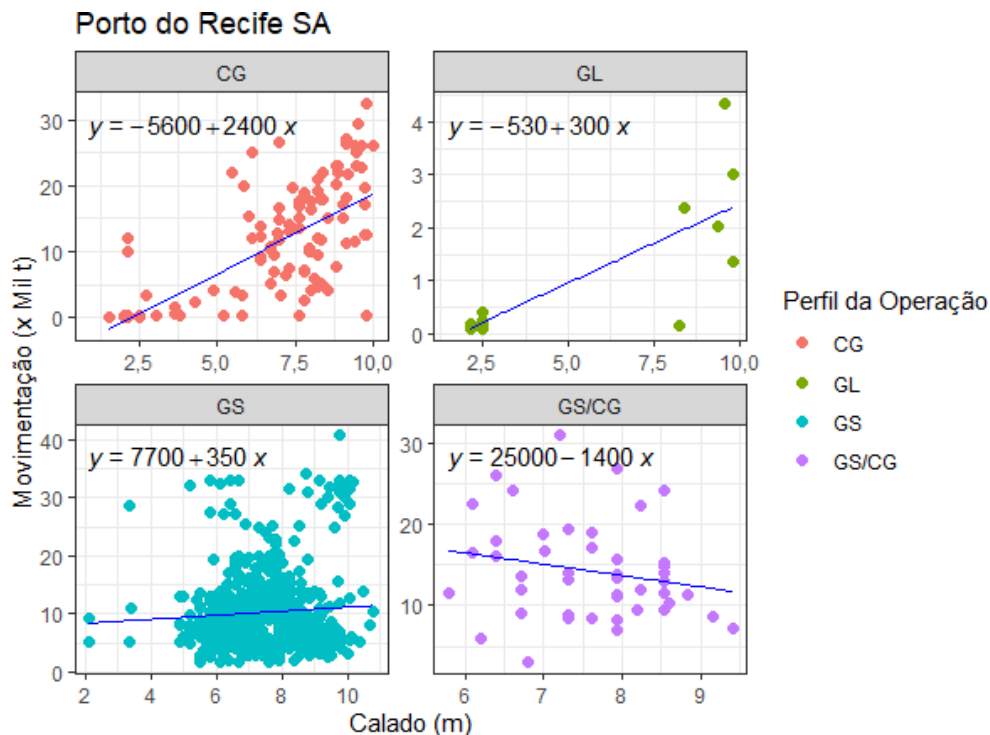 Porto do Recife SA
CG
GL
y = −5600+2400 x
y = −530+300 x
30
20
10
0
4
3
2
1
0
2,5 5,0 7,5 10,0
2,5 5,0 7,5 10,0
GS
GS/CG
y = 7700+350 x
y = 25000−1400 x
40
30
20
10
0
30
20
10
2 4 6 8 10
6 7 8 9
Movimentação (x Mil t)
Calado (m)
Perfil da Operação
CG
GL
GS
GS/CG